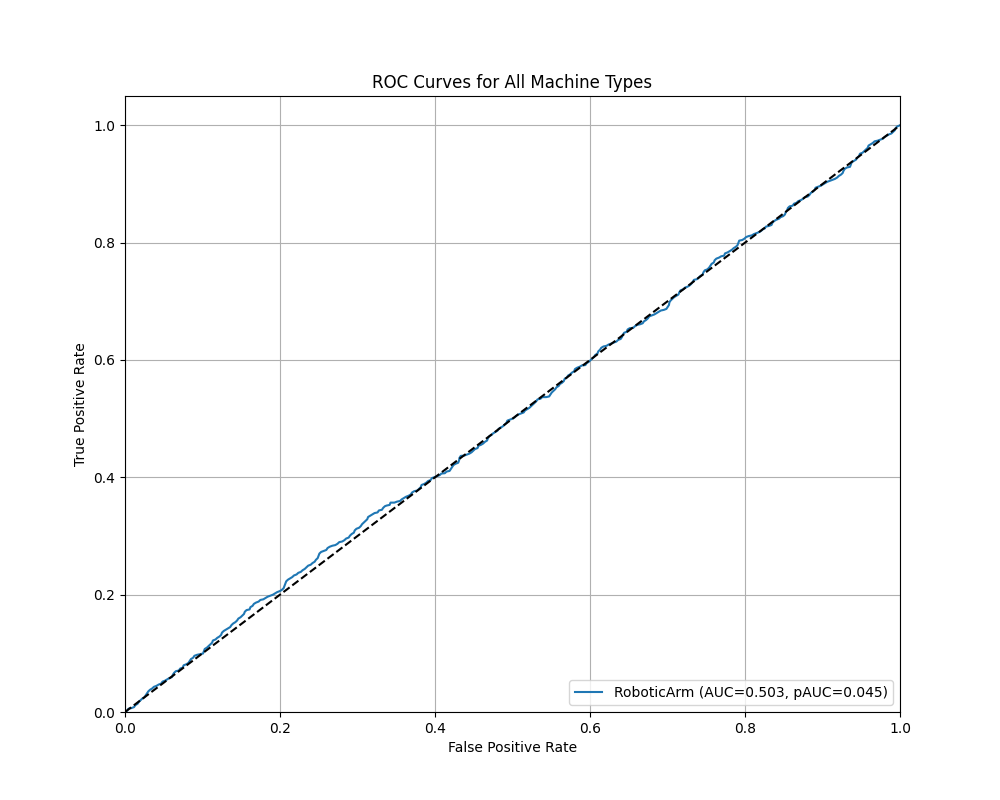 ROC Curves for All Machine Types
True Positive Rate
1.0
0.8
0.6
0.4
0.2
0.0
RoboticArm (AUC=0.503, pAUC=0.045)
0.0 0.2 0.4 0.6 0.8 1.0
False Positive Rate